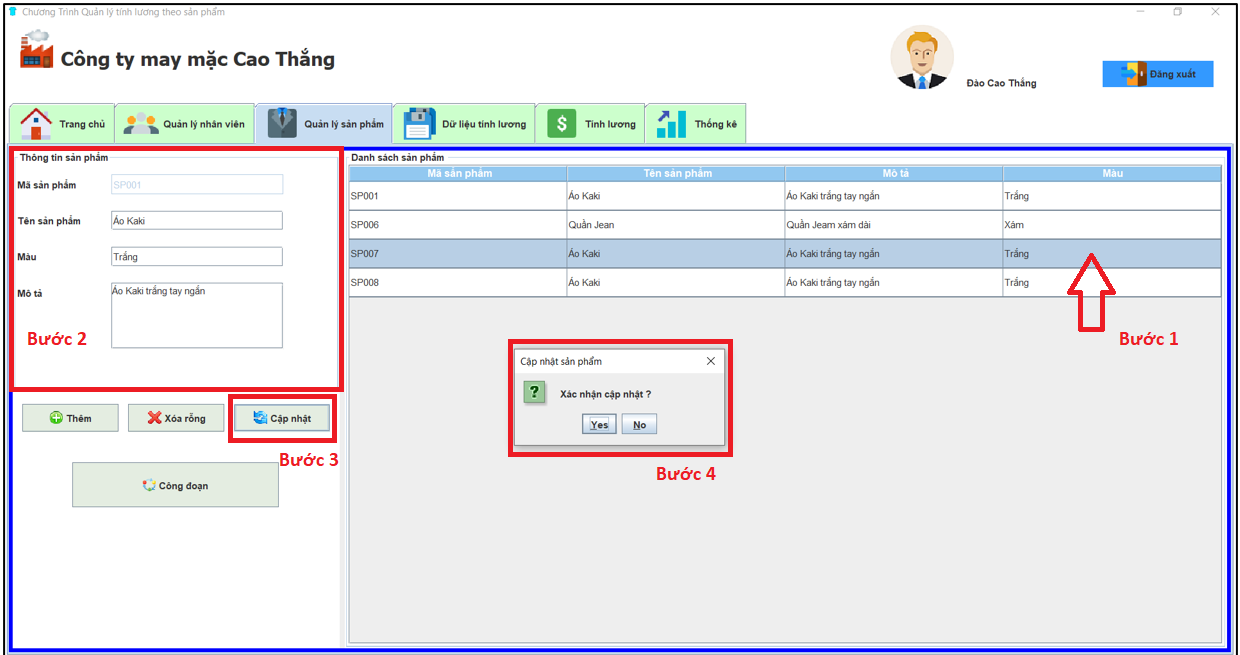 Chương Trình Quản lý tính lương theo sản phẩm
Công ty may mặc Cao Thắng
Đào Cao Thắng
Đăng xuất
Trang chủ
Quản lý nhân viên
Quản lý sản phẩm
Dữ liệu tính lương
Tính lương
Thống kê
Thông tin sản phẩm
Mã sản phẩm SP001
Tên sản phẩm Áo Kaki
Màu Trắng
Mô tả Áo Kaki trắng tay ngắn
Bước 2
Thêm
Xóa rỗng
Cập nhật
Bước 3
Công đoạn
Danh sách sản phẩm
Mã sản phẩm Tên sản phẩm Mô tả Màu
SP001 Áo Kaki Áo Kaki trắng tay ngắn Trắng
SP006 Quần Jean Quần Jeam xám dài Xám
SP007 Áo Kaki Áo Kaki trắng tay ngắn Trắng
SP008 Áo Kaki Áo Kaki trắng tay ngắn Trắng
Bước 1
Cập nhật sản phẩm
?
Xác nhận cập nhật ?
Yes No
Bước 4